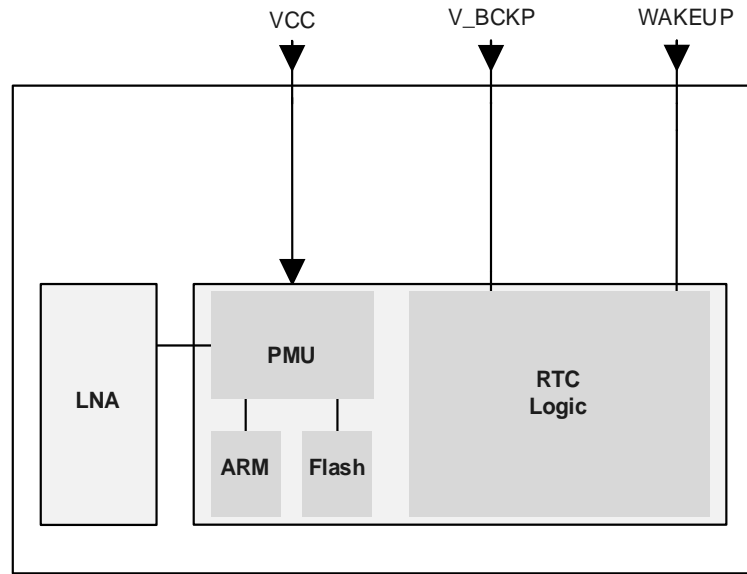 VCC
V_BCKP
WAKEUP
PMU
LNA
RTC
Logic
ARM
Flash